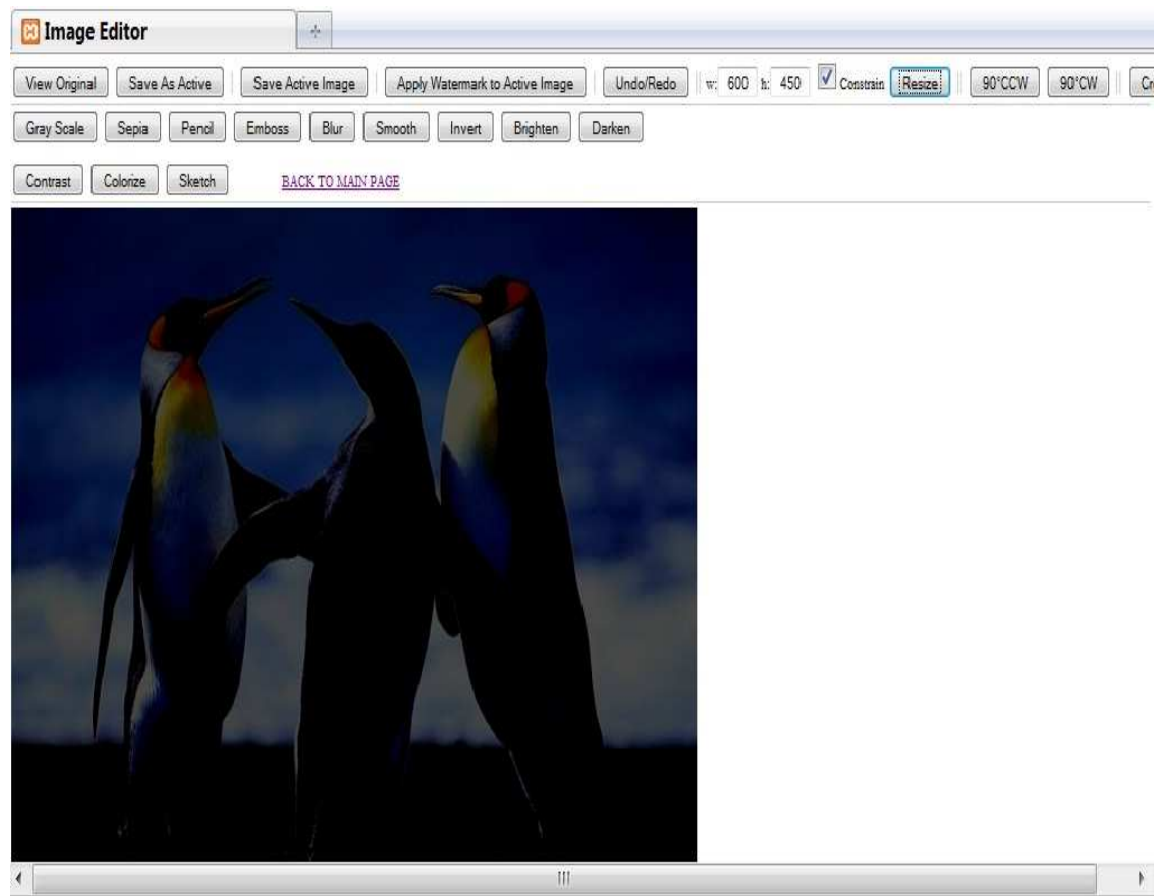 Image Editor
View Original Save As Active Save Active Image Apply Watermark to Active Image Undo/Redo w: 600 h: 450 Constrain Resize 90°CCW 90°CW
Gray Scale Sepia Pencil Emboss Blur Smooth Invert Brighten Darken
Contrast Colorize Sketch BACK TO MAIN PAGE